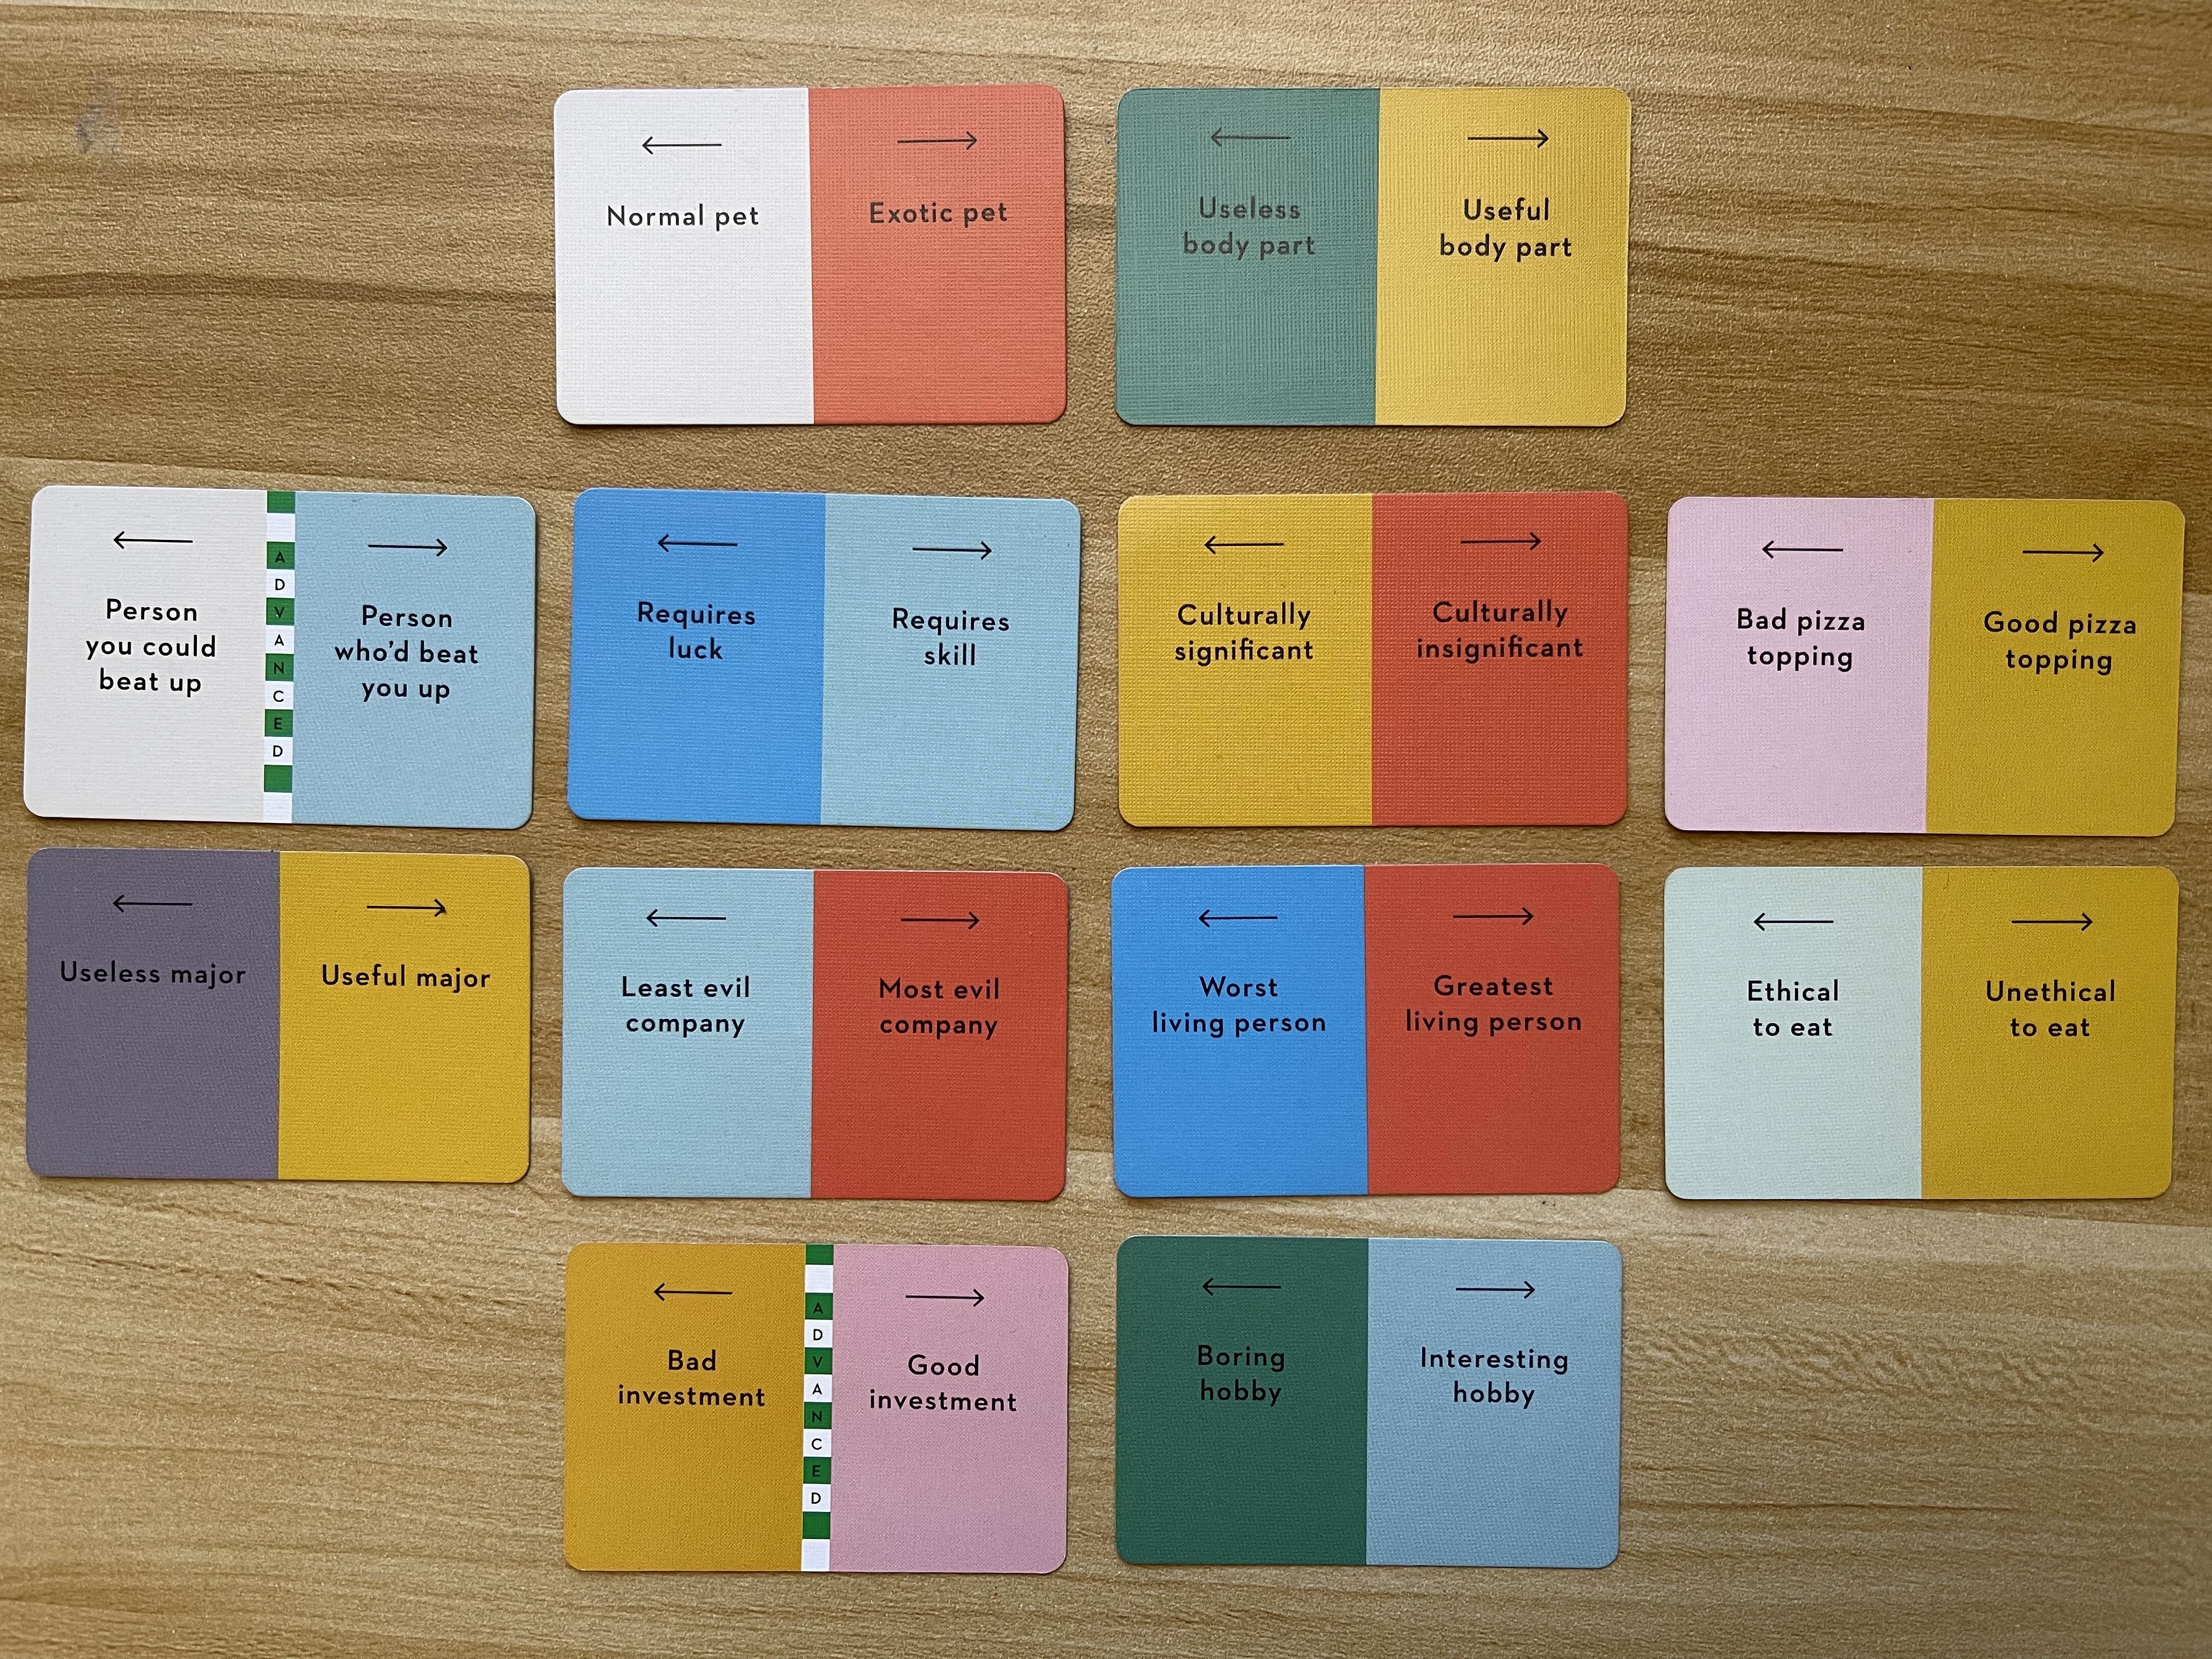 Normal pet
Exotic pet
Useless
body part
Useful
body part
Person
you could
beat up
ADVANCED
Person
who'd beat
you up
Requires
luck
Requires
skill
Culturally
significant
Culturally
insignificant
Bad pizza
topping
Good pizza
topping
Useless major
Useful major
Least evil
company
Most evil
company
Worst
living person
Greatest
living person
Ethical
to eat
Unethical
to eat
Bad
investment
ADVANCED
Good
investment
Boring
hobby
Interesting
hobby